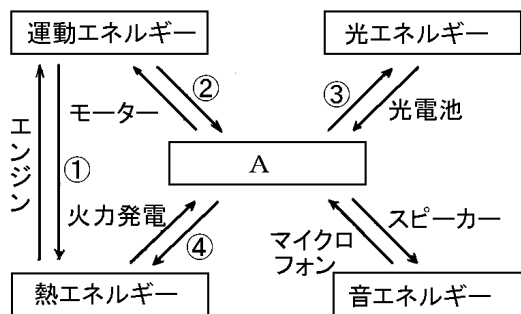 運動エネルギー
光エネルギー
②
③
モーター
光電池
エンジン
①
A
火力発電
④
スピーカー
マイクロ
フォン
熱エネルギー
音エネルギー